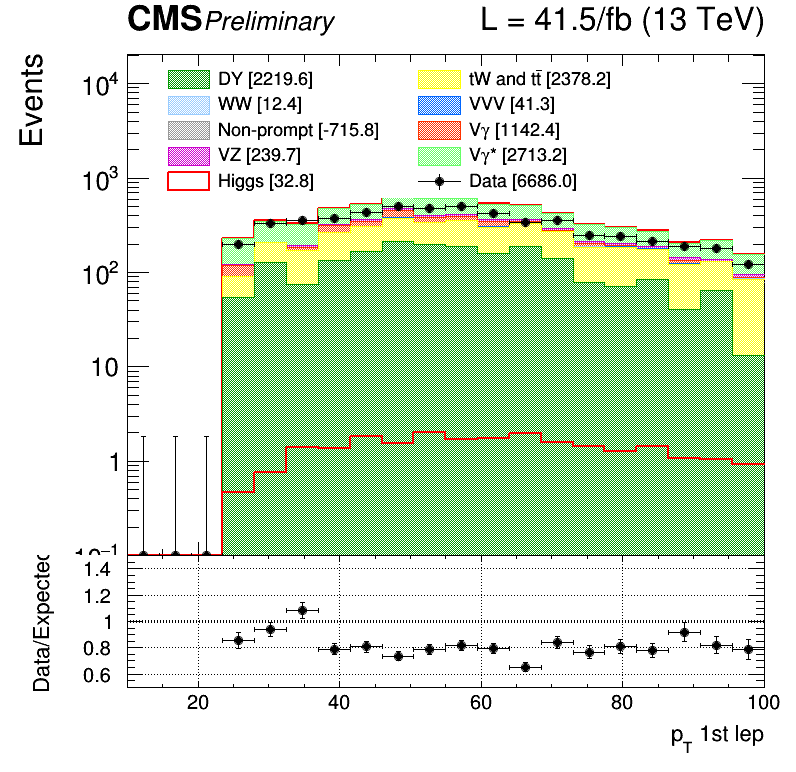 CMS Preliminary L = 41.5/fb (13 TeV)
Events
10⁴
10³
10²
10
1
10⁻¹
DY [2219.6] tW and tt̄ [2378.2]
WW [12.4] VVV [41.3]
Non-prompt [-715.8] Vγ [1142.4]
VZ [239.7] Vγ* [2713.2]
Higgs [32.8] Data [6686.0]
Data/Expected
1.4
1.2
1
0.8
0.6
20 40 60 80 100
p_T 1st lep